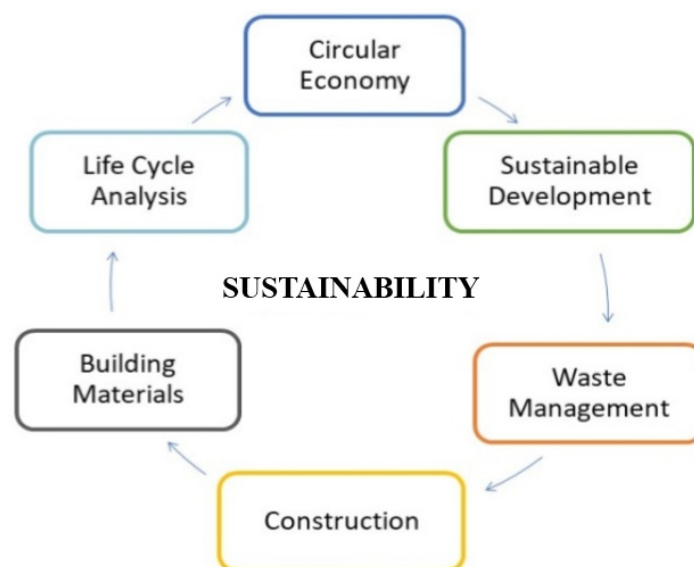 Circular
Economy
Sustainable
Development
Waste
Management
Construction
Building
Materials
Life Cycle
Analysis
SUSTAINABILITY